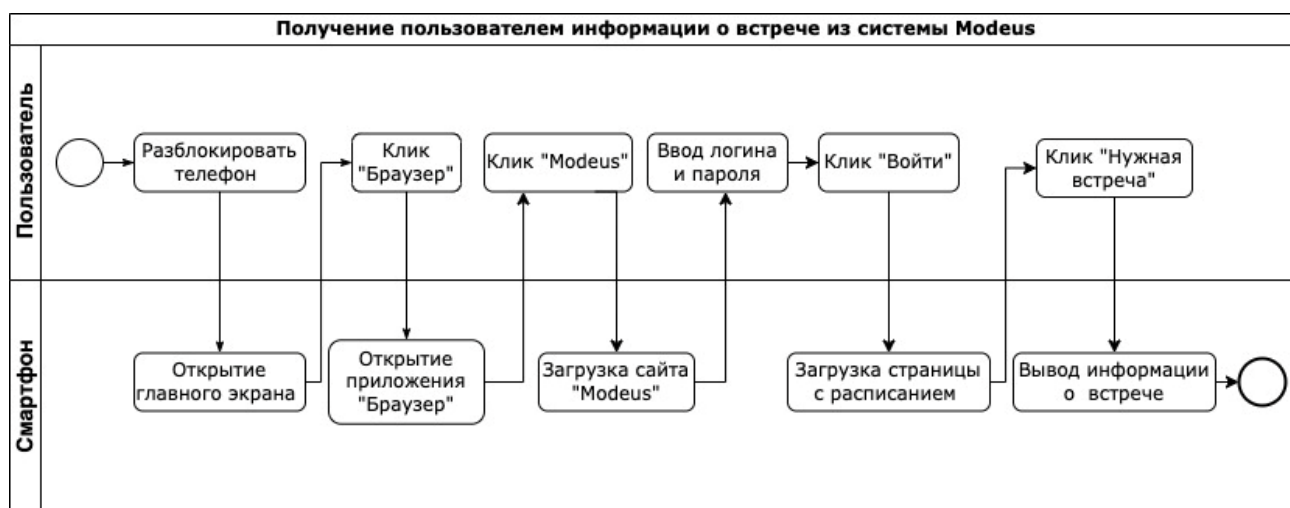 Получение пользователем информации о встрече из системы Modeus
Пользователь
Разблокировать
телефон
Клик
"Браузер"
Клик "Modeus"
Ввод логина
и пароля
Клик "Войти"
Клик "Нужная
встреча"
Смартфон
Открытие
главного экрана
Открытие
приложения
"Браузер"
Загрузка сайта
"Modeus"
Загрузка страницы
с расписанием
Вывод информации
о встрече